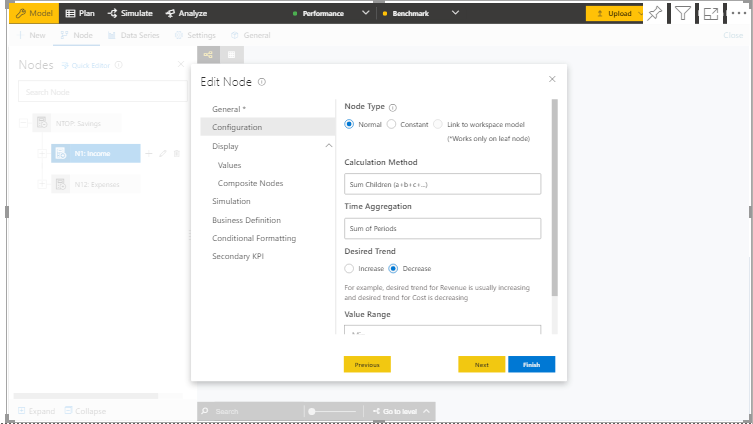 Model Plan Simulate Analyze Performance Benchmark Upload
New Node Data Series Settings General Close
Nodes Quick Editor
Search Node
NTOP: Savings
N1: Income
N12: Expenses
Expand Collapse
Edit Node
General *
Configuration
Display
Values
Composite Nodes
Simulation
Business Definition
Conditional Formatting
Secondary KPI
Node Type
Normal Constant Link to workspace model
(*Works only on leaf node)
Calculation Method
Sum Children (a+b+c+...)
Time Aggregation
Sum of Periods
Desired Trend
Increase Decrease
For example, desired trend for Revenue is usually increasing
and desired trend for Cost is decreasing
Value Range
Previous Next Finish
Search Go to level